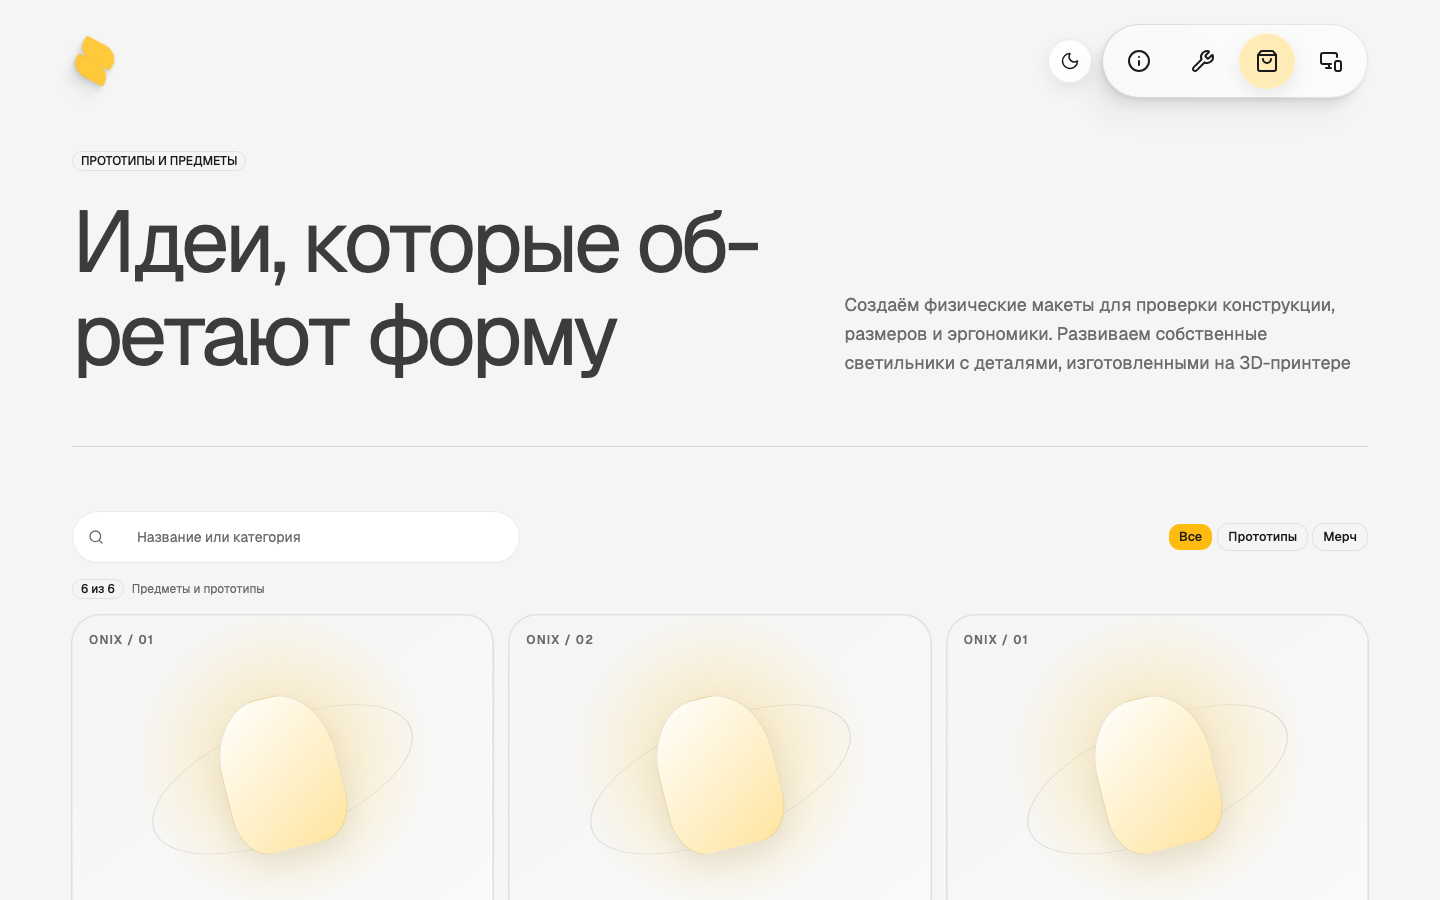 ПРОТОТИПЫ И ПРЕДМЕТЫ
Идеи, которые об-
ретают форму
Создаём физические макеты для проверки конструкции,
размеров и эргономики. Развиваем собственные
светильники с деталями, изготовленными на 3D-принтере
Название или категория
Все
Прототипы
Мерч
6 из 6
Предметы и прототипы
ONIX / 01
ONIX / 02
ONIX / 01